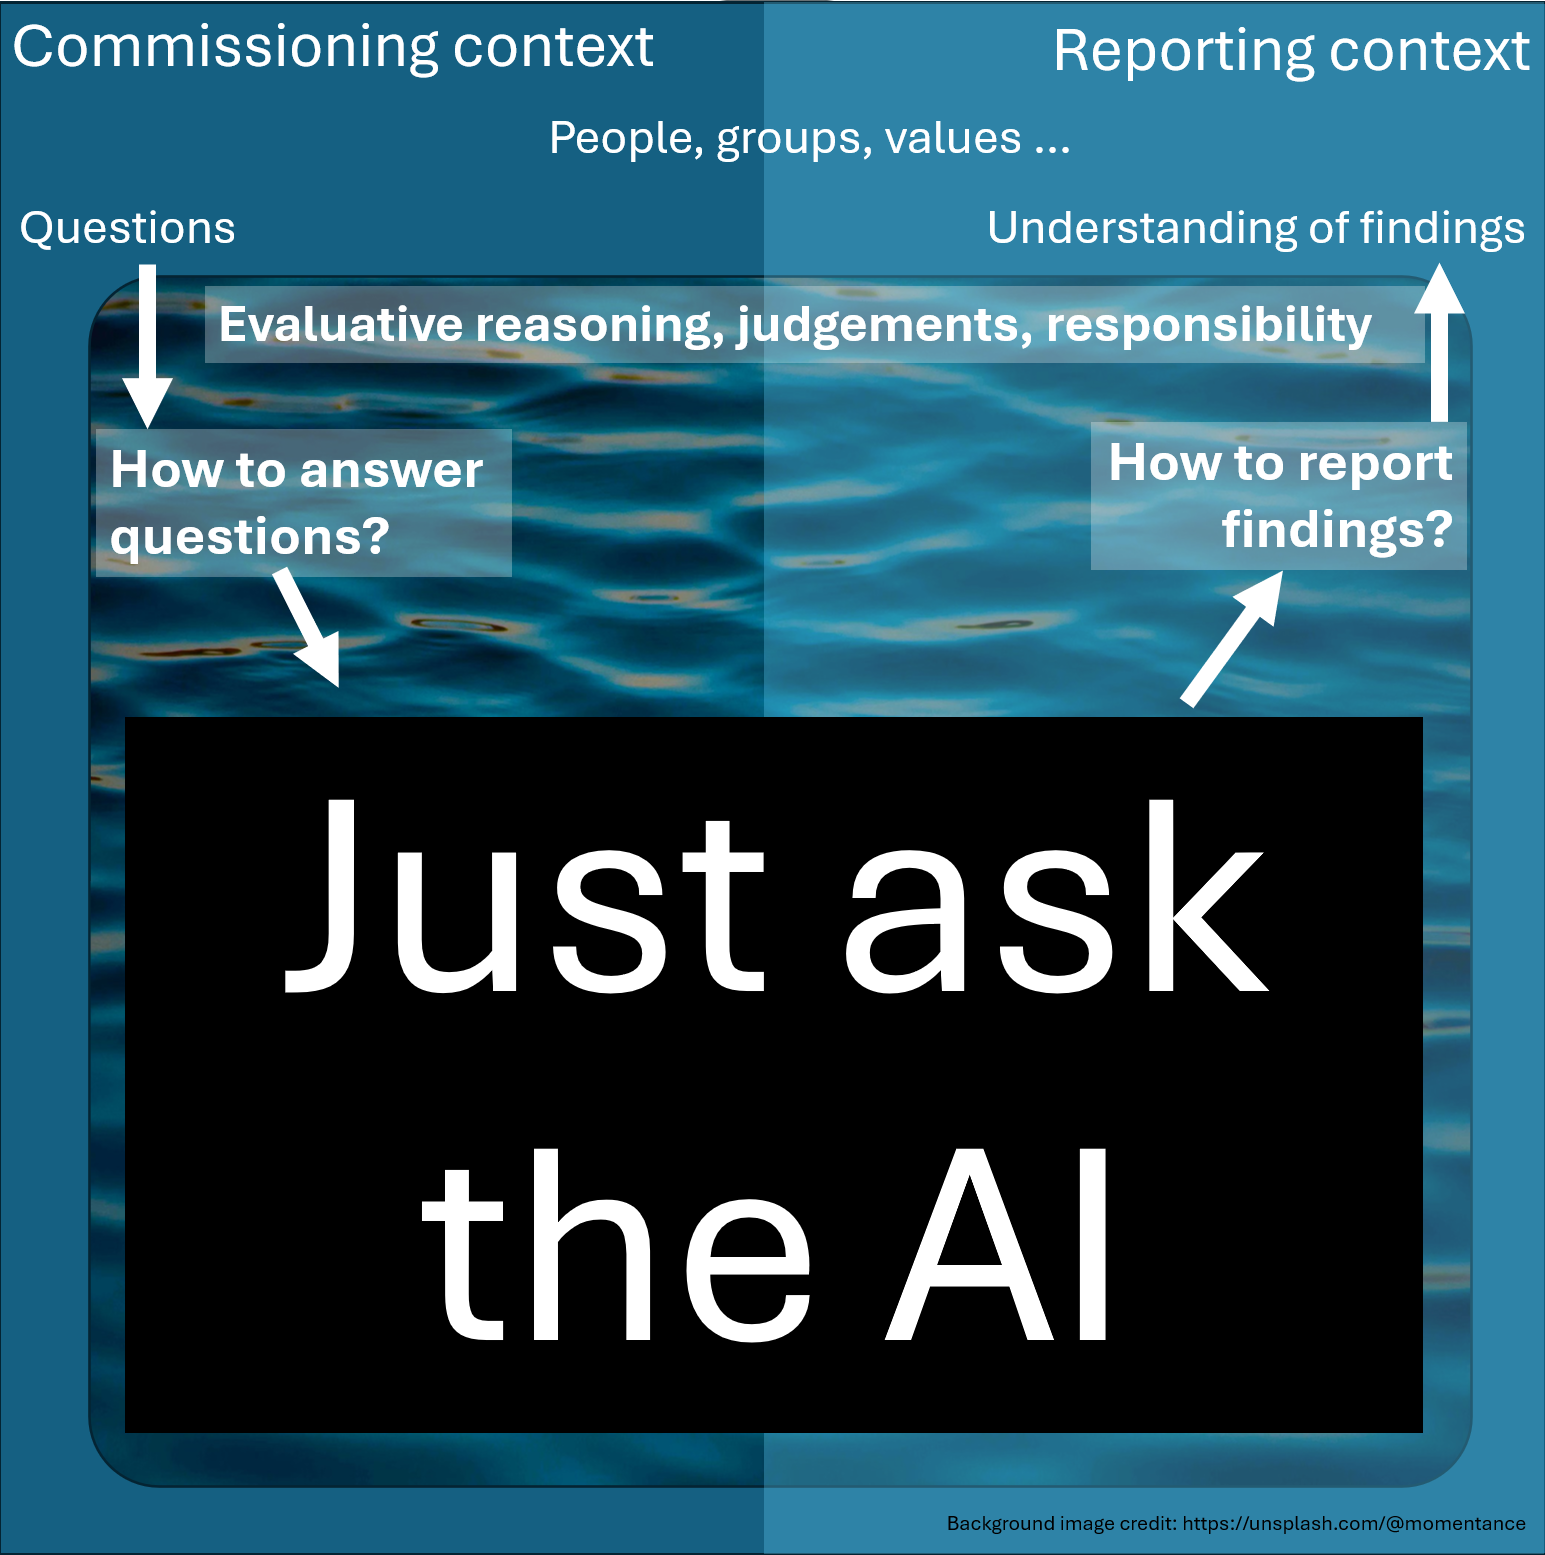 Commissioning context
Reporting context
People, groups, values ...
Questions
Understanding of findings
Evaluative reasoning, judgements, responsibility
How to answer
questions?
How to report
findings?
Just ask
the AI
Background image credit: https://unsplash.com/@momentance